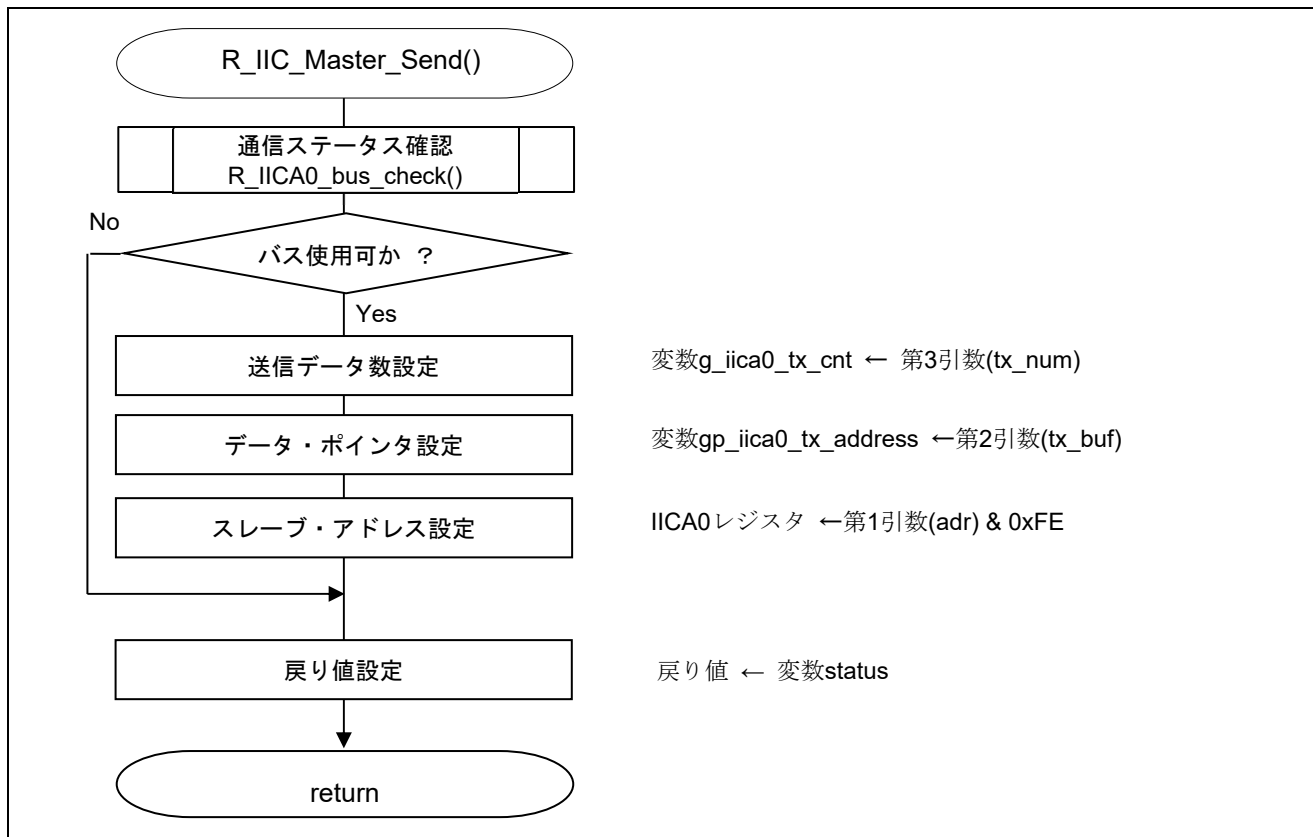 R_IIC_Master_Send()
通信ステータス確認
R_IICA0_bus_check()
No
バス使用可か ？
Yes
送信データ数設定
変数g_iica0_tx_cnt ← 第3引数(tx_num)
データ・ポインタ設定
変数gp_iica0_tx_address ←第2引数(tx_buf)
スレーブ・アドレス設定
IICA0レジスタ ←第1引数(adr) & 0xFE
戻り値設定
戻り値 ← 変数status
return